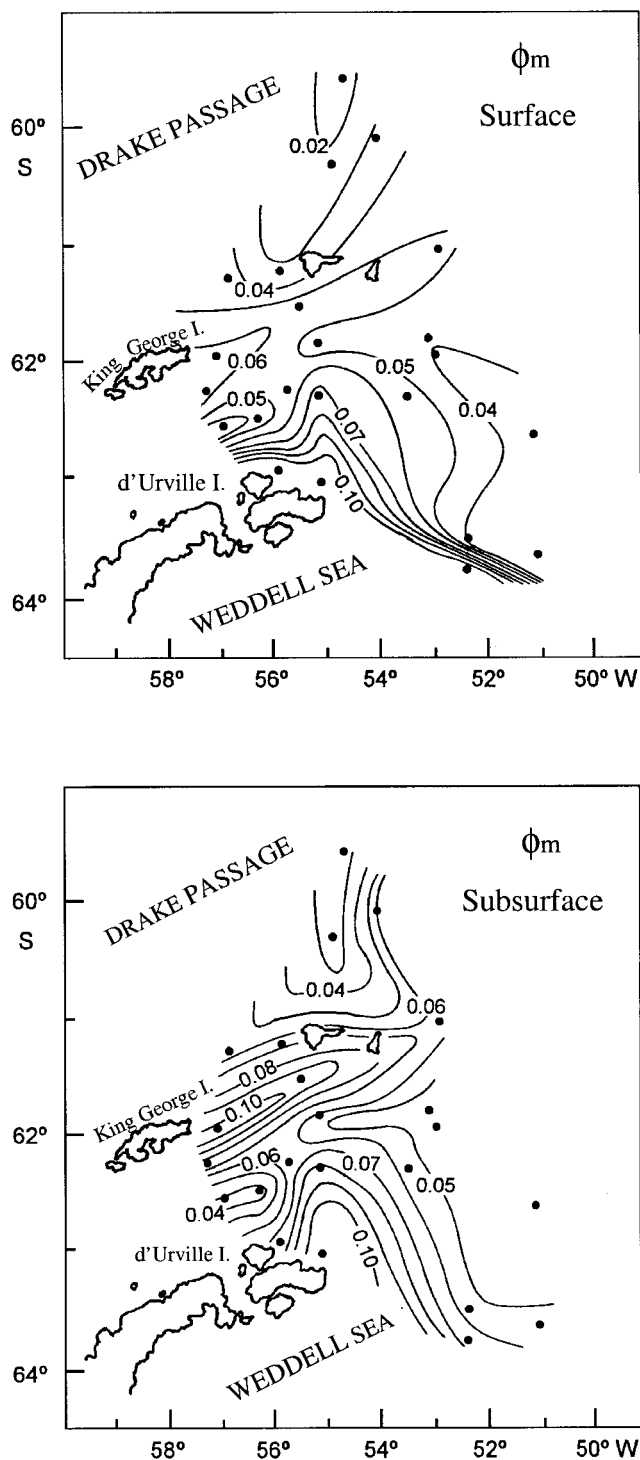 ϕm
Surface
DRAKE PASSAGE
60°
S
0.02
0.04
King George I.
62°
0.06
0.05
0.05
0.04
0.07
0.10
d'Urville I.
WEDDELL SEA
64°
58° 56° 54° 52° 50° W
ϕm
Subsurface
DRAKE PASSAGE
60°
S
0.04
0.06
0.08
King George I.
0.10
62°
0.06
0.07
0.05
0.04
0.10
d'Urville I.
WEDDELL SEA
64°
58° 56° 54° 52° 50° W